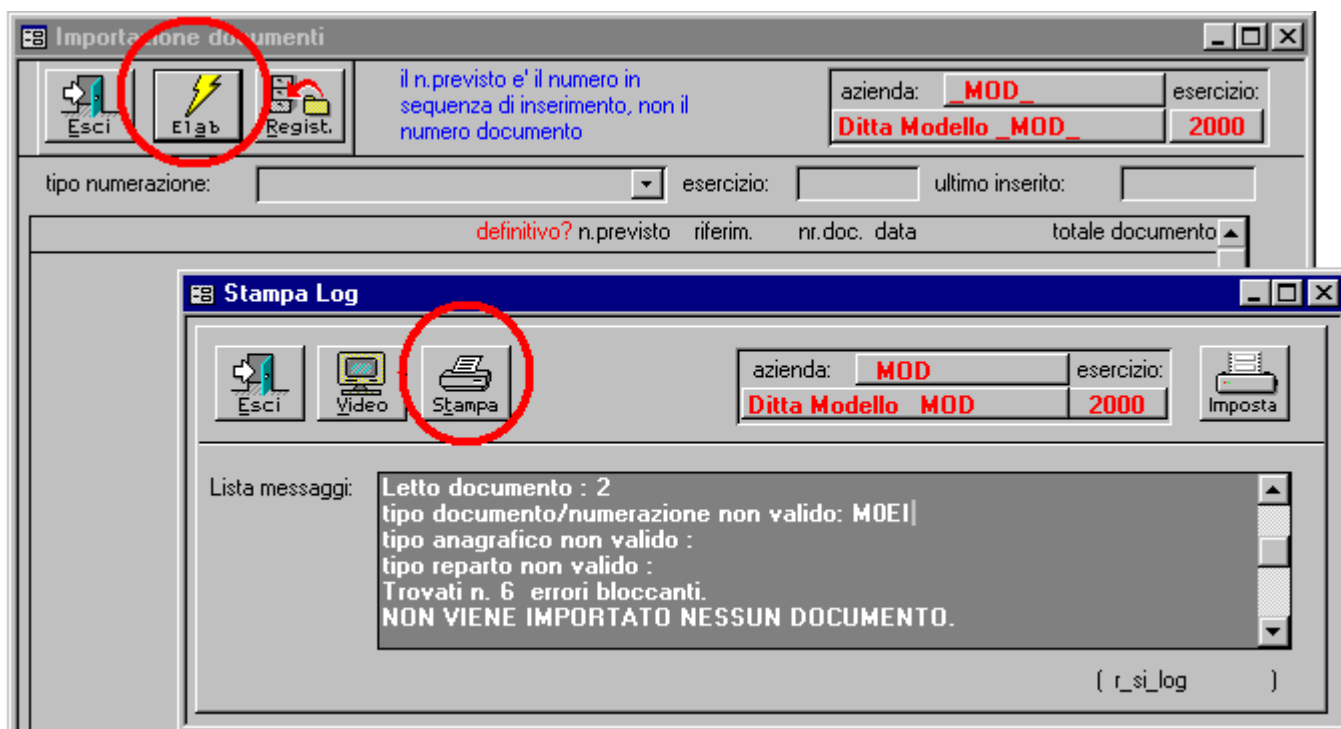 Importazione documenti
Esci
Elab
Regist.
il n.previsto e' il numero in
sequenza di inserimento, non il
numero documento
azienda: _MOD_ esercizio:
Ditta Modello _MOD_ 2000
tipo numerazione: esercizio: ultimo inserito:
definitivo? n.previsto riferim. nr.doc. data totale documento
Stampa Log
Esci
Video
Stampa
azienda: MOD esercizio:
Ditta Modello MOD 2000
Imposta
Lista messaggi:
Letto documento : 2
tipo documento/numerazione non valido: MOEI
tipo anagrafico non valido :
tipo reparto non valido :
Trovati n. 6 errori bloccanti.
NON VIENE IMPORTATO NESSUN DOCUMENTO.
( r_si_log )